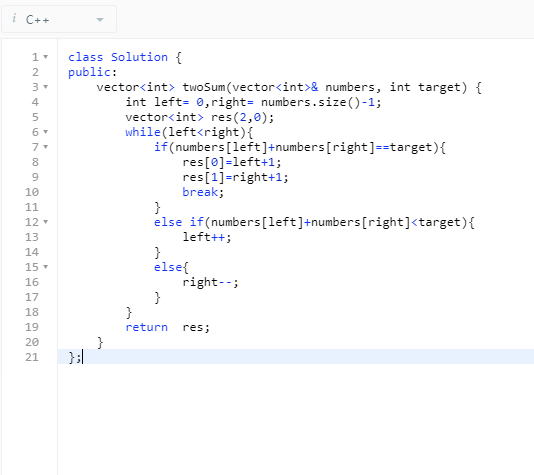 i C++
1 class Solution {
2 public:
3     vector<int> twoSum(vector<int>& numbers, int target) {
4         int left= 0,right= numbers.size()-1;
5         vector<int> res(2,0);
6         while(left<right){
7             if(numbers[left]+numbers[right]==target){
8                 res[0]=left+1;
9                 res[1]=right+1;
10                 break;
11             }
12             else if(numbers[left]+numbers[right]<target){
13                 left++;
14             }
15             else{
16                 right--;
17             }
18         }
19         return  res;
20     }
21 };